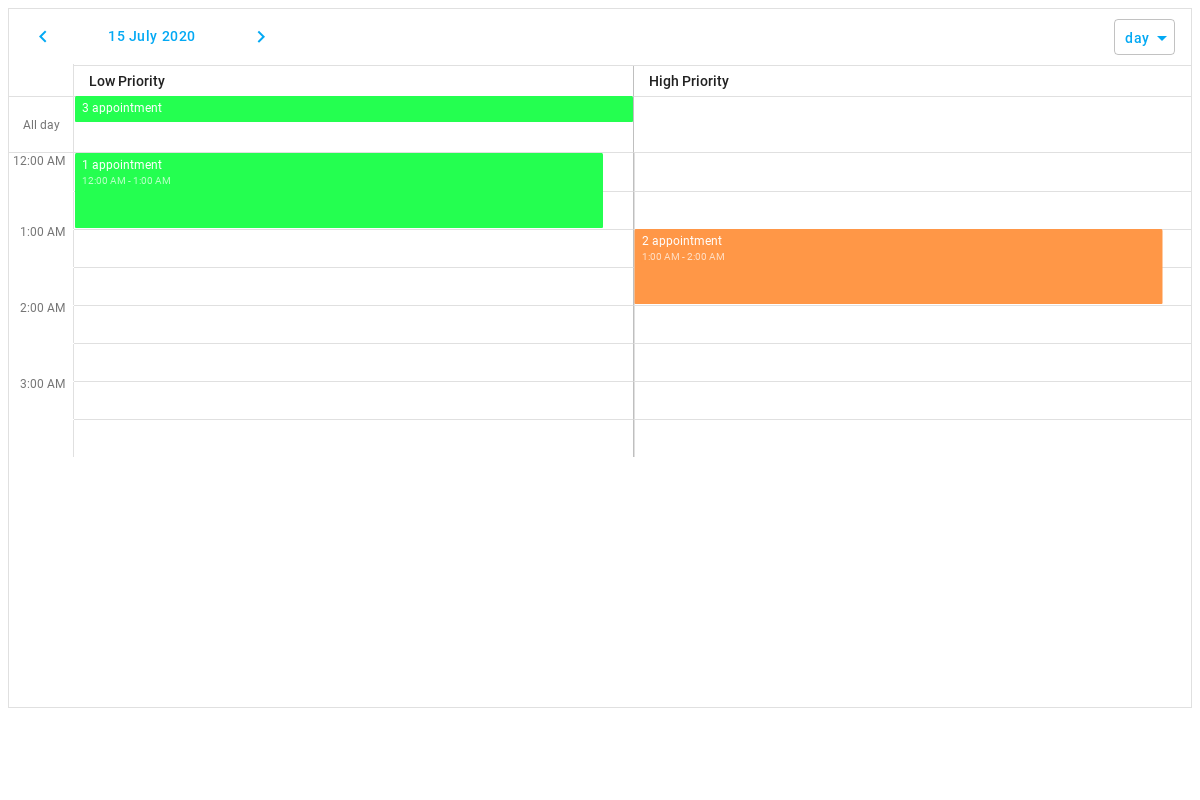 15 July 2020
day
Low Priority
High Priority
All day
3 appointment
12:00 AM
1 appointment
12:00 AM - 1:00 AM
1:00 AM
2 appointment
1:00 AM - 2:00 AM
2:00 AM
3:00 AM